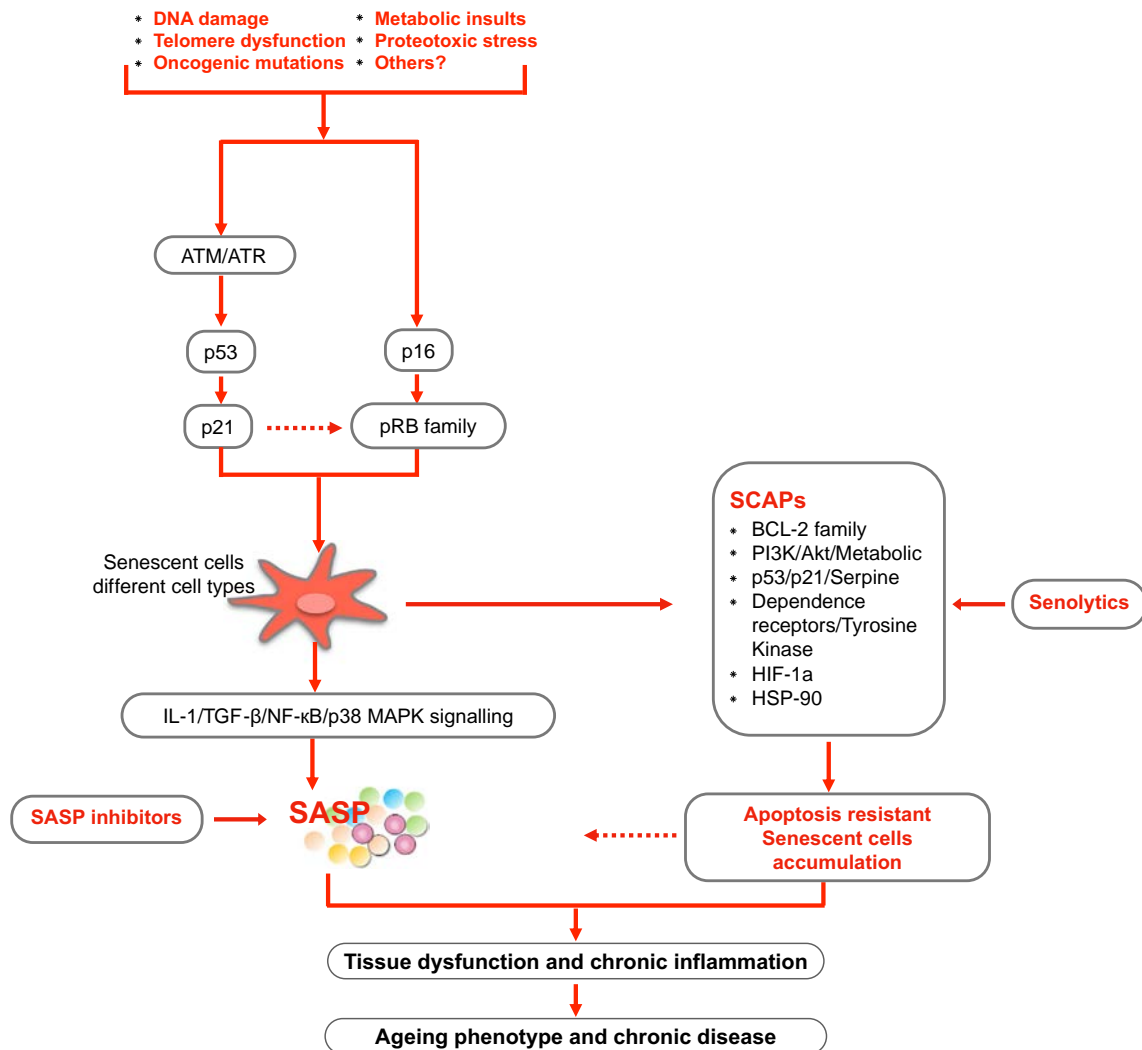 * DNA damage
* Telomere dysfunction
* Oncogenic mutations
* Metabolic insults
* Proteotoxic stress
* Others?
ATM/ATR
p53
p16
p21
pRB family
Senescent cells
different cell types
SCAPs
* BCL-2 family
* PI3K/Akt/Metabolic
* p53/p21/Serpine
* Dependence
receptors/Tyrosine
Kinase
* HIF-1a
* HSP-90
Senolytics
IL-1/TGF-β/NF-κB/p38 MAPK signalling
SASP inhibitors
SASP
Apoptosis resistant
Senescent cells
accumulation
Tissue dysfunction and chronic inflammation
Ageing phenotype and chronic disease